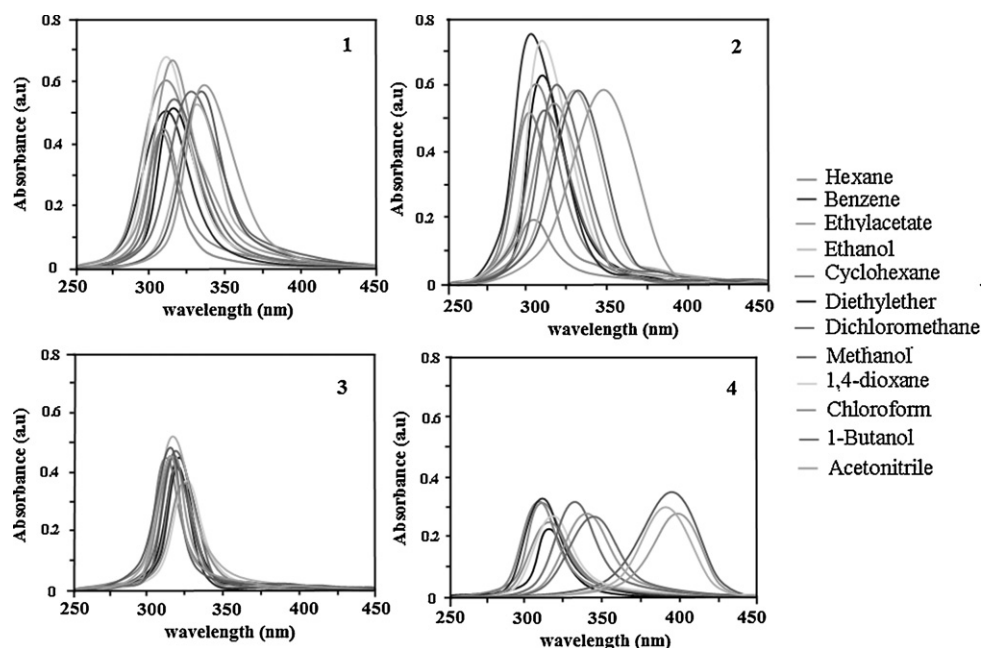 0.8
1
0.6
0.4
0.2
0
250
300
350
400
450
Absorbance (a.u)
wavelength (nm)
0.8
2
0.6
0.4
0.2
0
250
300
350
400
450
Absorbance (a.u)
wavelength (nm)
0.8
3
0.6
0.4
0.2
0
250
300
350
400
450
Absorbance (a.u)
wavelength (nm)
0.8
4
0.6
0.4
0.2
0
250
300
350
400
450
Absorbance (a.u)
wavelength (nm)
Hexane
Benzene
Ethylacetate
Ethanol
Cyclohexane
Diethylether
Dichloromethane
Methanol
1,4-dioxane
Chloroform
1-Butanol
Acetonitrile